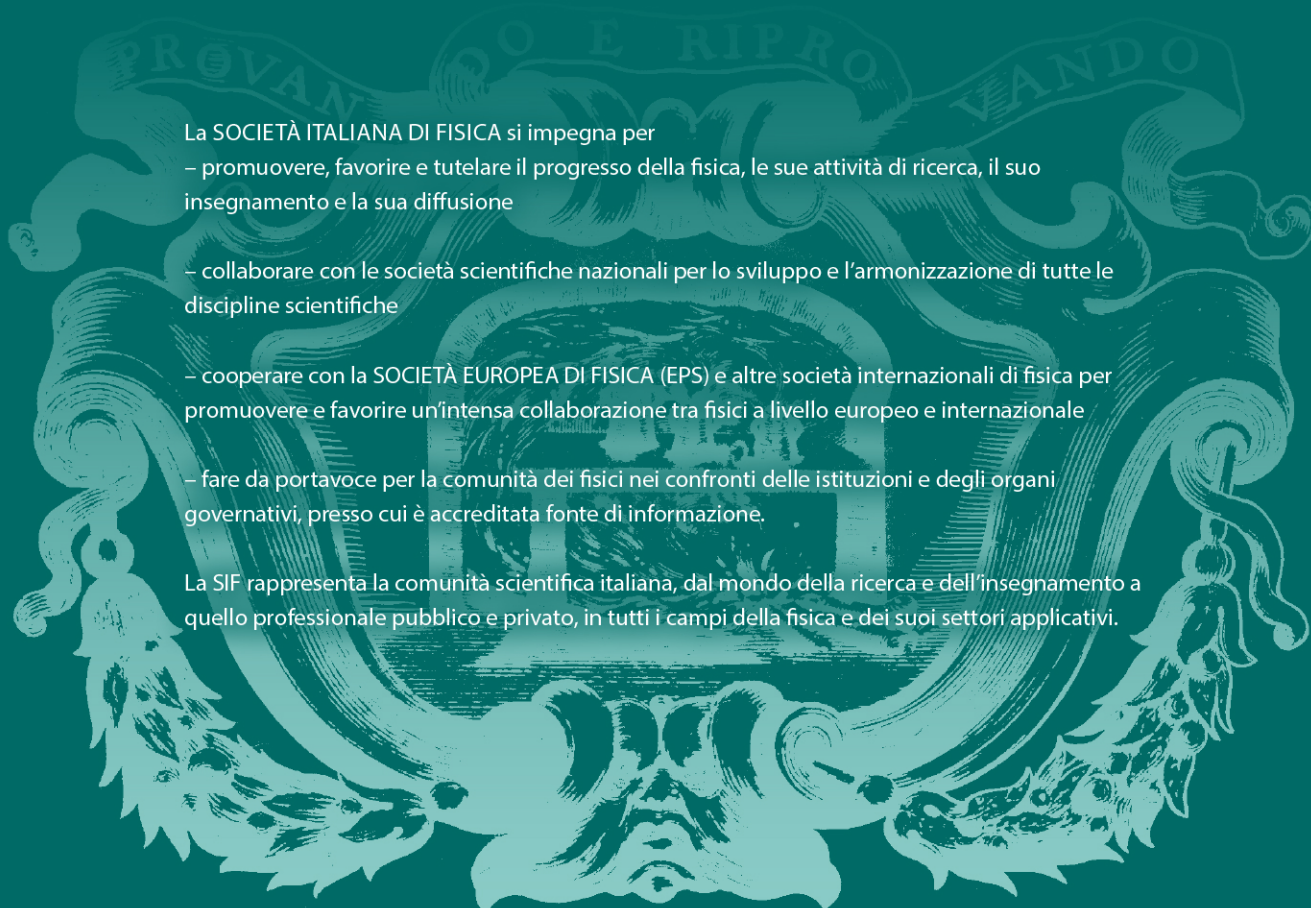 PROVANDO E RIPROVANDO
La SOCIETÀ ITALIANA DI FISICA si impegna per
– promuovere, favorire e tutelare il progresso della fisica, le sue attività di ricerca, il suo
insegnamento e la sua diffusione
– collaborare con le società scientifiche nazionali per lo sviluppo e l’armonizzazione di tutte le
discipline scientifiche
– cooperare con la SOCIETÀ EUROPEA DI FISICA (EPS) e altre società internazionali di fisica per
promuovere e favorire un’intensa collaborazione tra fisici a livello europeo e internazionale
– fare da portavoce per la comunità dei fisici nei confronti delle istituzioni e degli organi
governativi, presso cui è accreditata fonte di informazione.
La SIF rappresenta la comunità scientifica italiana, dal mondo della ricerca e dell’insegnamento a
quello professionale pubblico e privato, in tutti i campi della fisica e dei suoi settori applicativi.